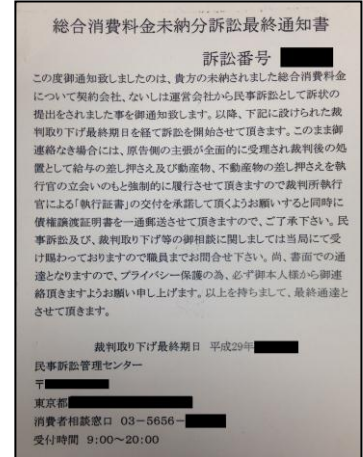 総合消費料金未納分訴訟最終通知書
訴訟番号
この度御通知致しましたのは、貴方の未納されました総合消費料金
について契約会社、ないしは運営会社から民事訴訟として訴状の
提出をされました事を御通知致します。以降、下記に設けられた裁
判取り下げ最終期日を経て訴訟を開始させて頂きます。このまま御
連絡なき場合には、原告側の主張が全面的に受理され裁判後の処
置として給与の差し押さえ及び動産物、不動産物の差し押さえを執
行官の立会いのもと強制的に履行させて頂きますので裁判所執行
官による「執行証書」の交付を承諾して頂くようお願いすると同時に
債権譲渡証明書を一通郵送させて頂きますので、ご了承下さい。民
事訴訟及び、裁判取り下げ等の御相談に関しましては当局にて受
け賜わっておりますので職員までお問合せ下さい。尚、書面での通
達となりますので、プライバシー保護の為、必ず御本人様から御連
絡頂きますようお願い申し上げます。以上を持ちまして、最終通達と
させて頂きます。
裁判取り下げ最終期日 平成29年
民事訴訟管理センター
〒
東京都
消費者相談窓口 03-5656-
受付時間 9:00～20:00